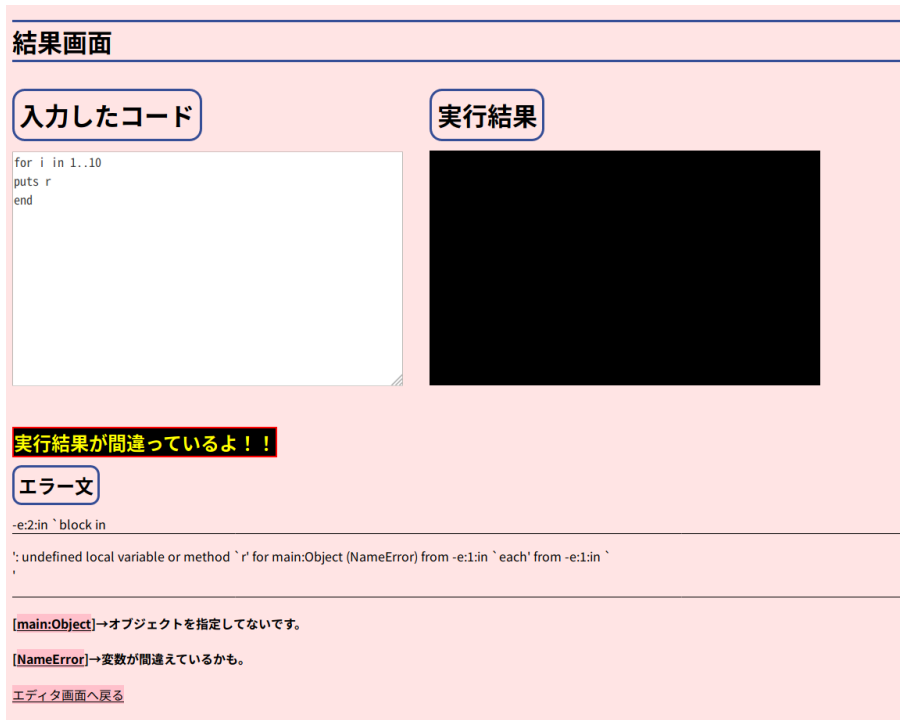 結果画面
入力したコード
実行結果
for i in 1..10
puts r
end
実行結果が間違っているよ！！
エラー文
-e:2:in `block in
': undefined local variable or method `r' for main:Object (NameError) from -e:1:in `each' from -e:1:in `
'
[main:Object]→オブジェクトを指定してないです。
[NameError]→変数が間違えているかも。
エディタ画面へ戻る